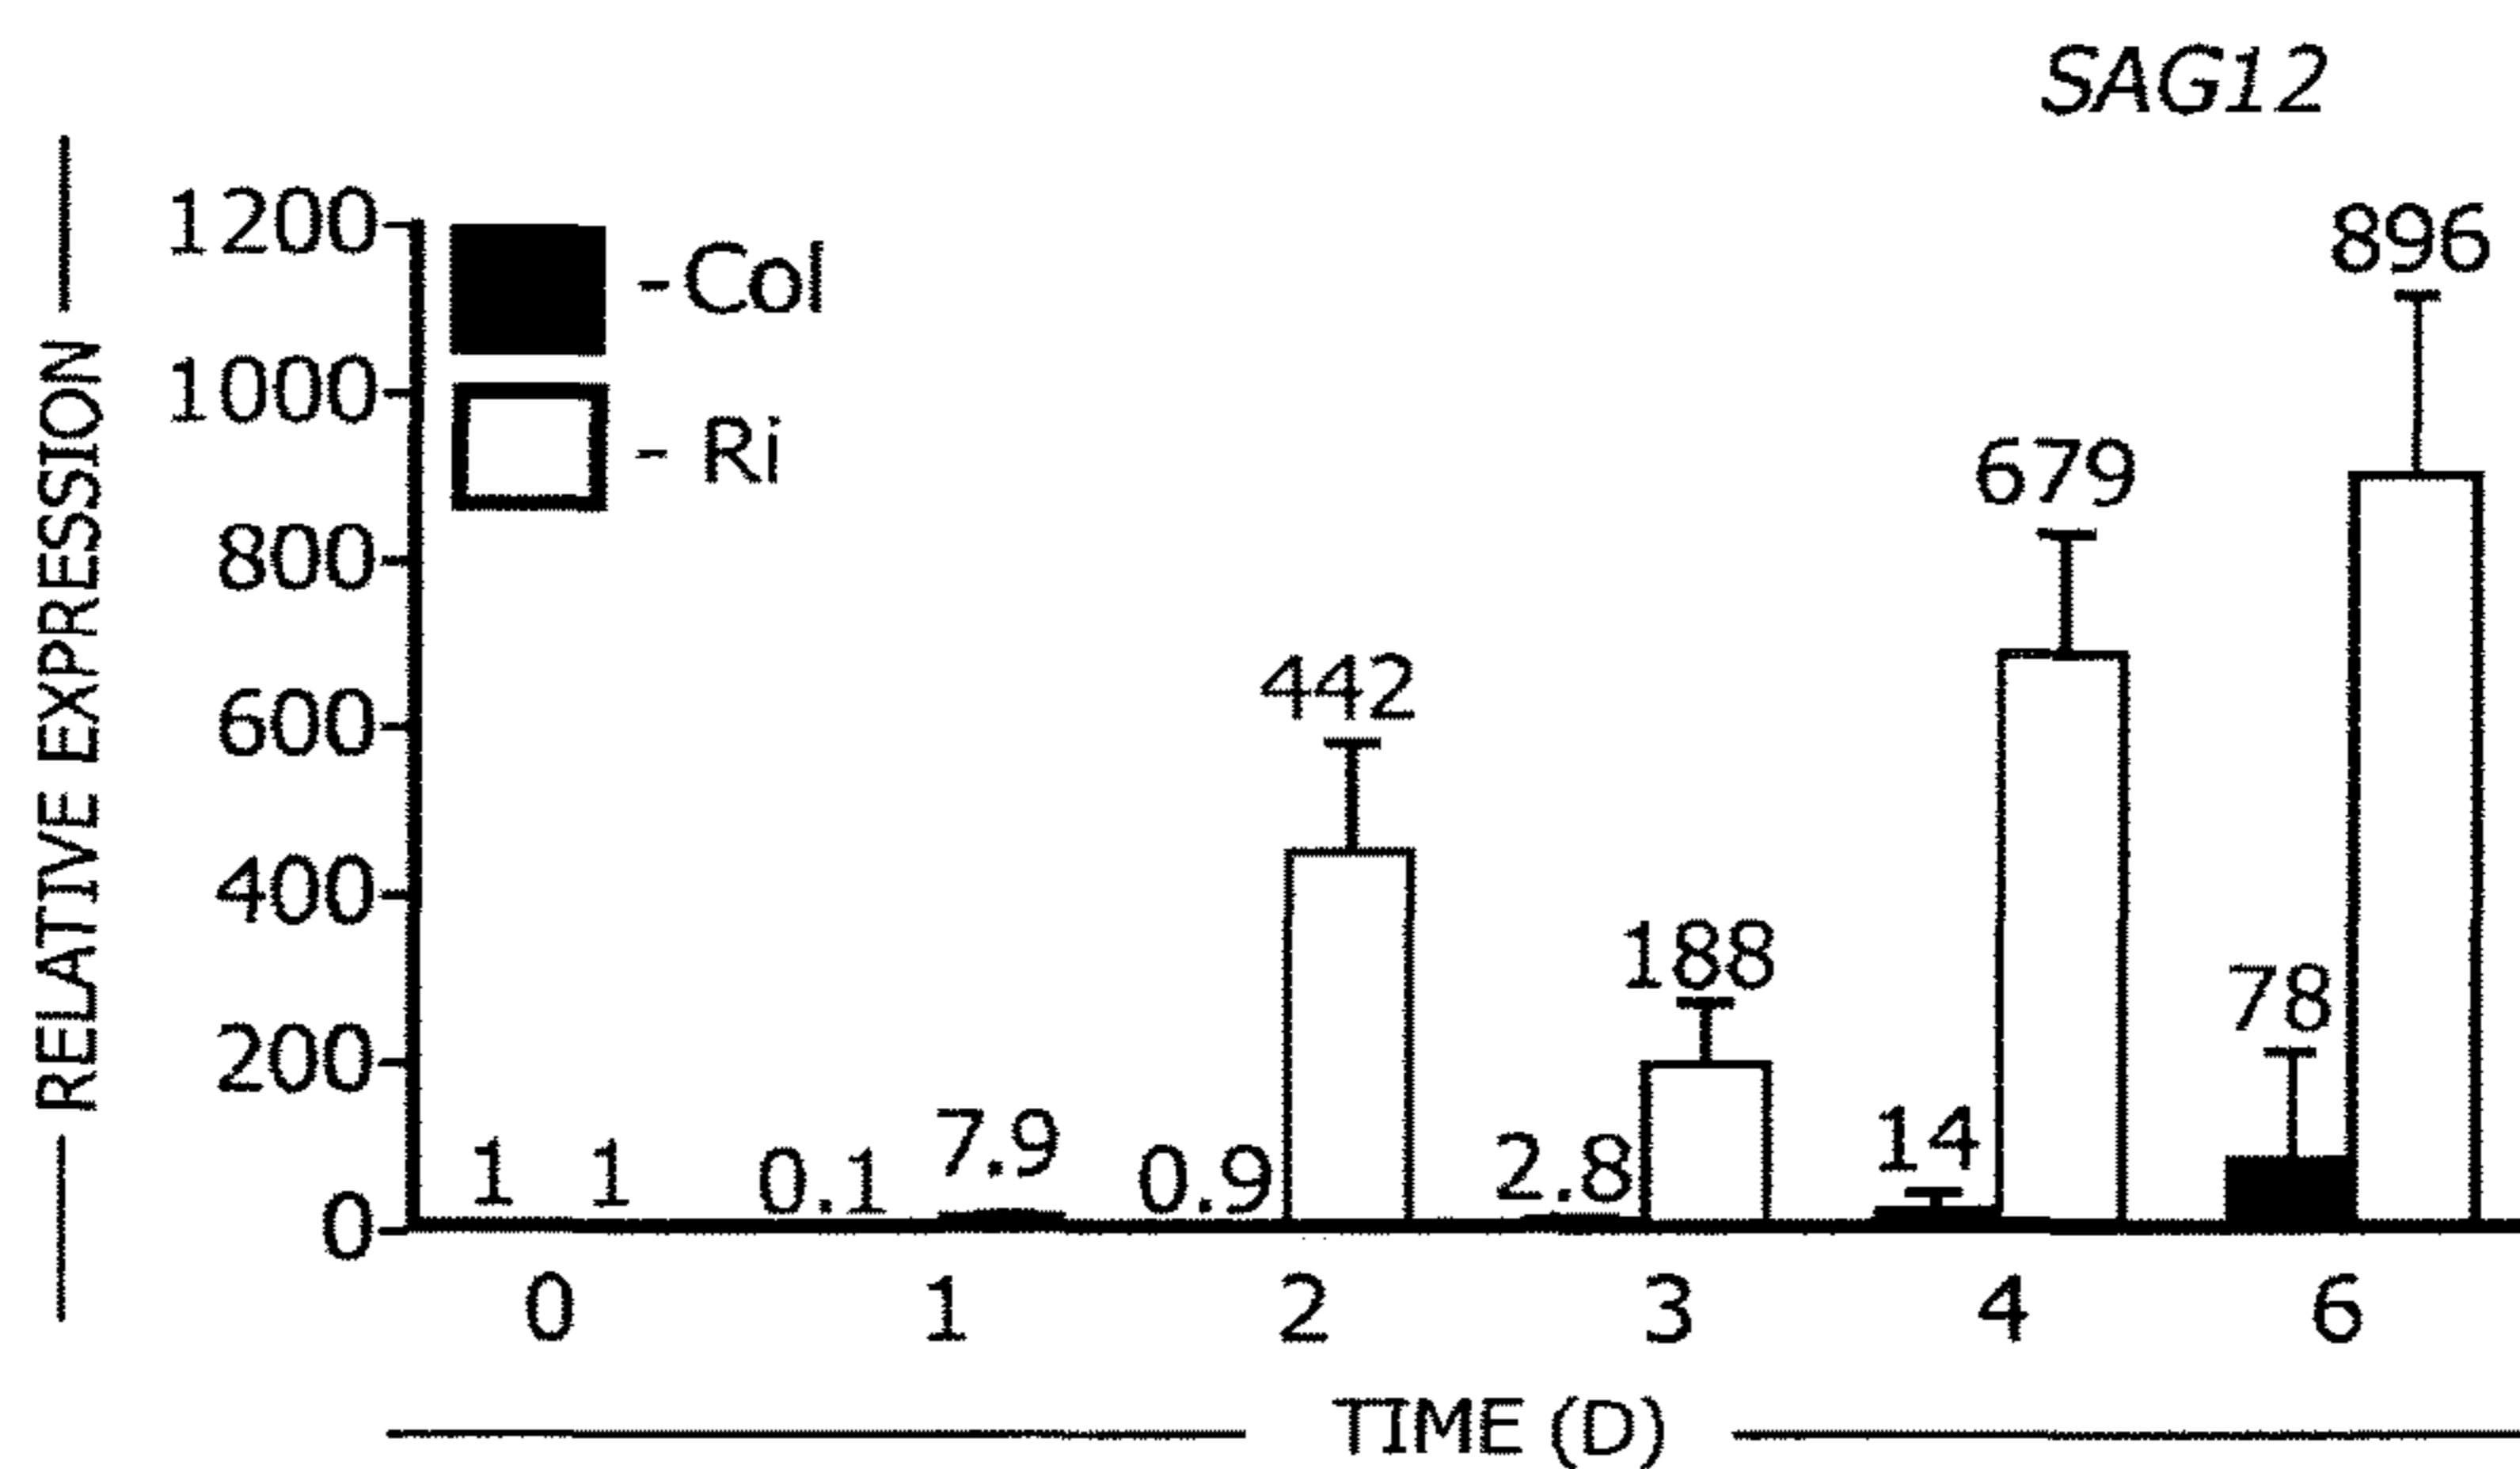 SAG12
RELATIVE EXPRESSION
1200
1000
800
600
400
200
0
- Col
- Ri
1 1 0.1 7.9 0.9 442 2.8 188 14 679 78 896
0 1 2 3 4 6
TIME (D)